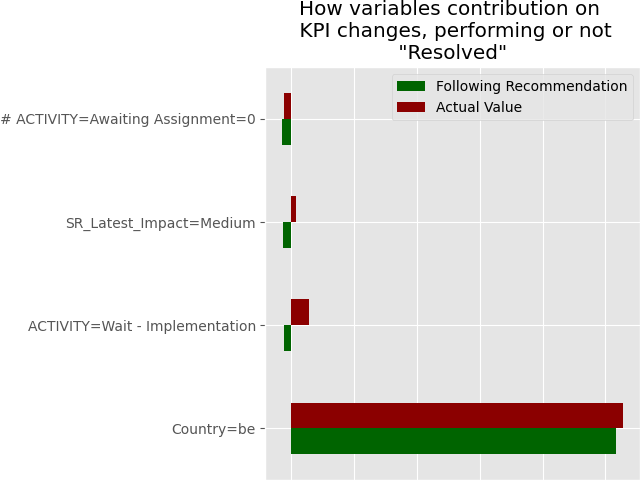 How variables contribution on
KPI changes, performing or not
"Resolved"
Following Recommendation
Actual Value
# ACTIVITY=Awaiting Assignment=0
SR_Latest_Impact=Medium
ACTIVITY=Wait - Implementation
Country=be